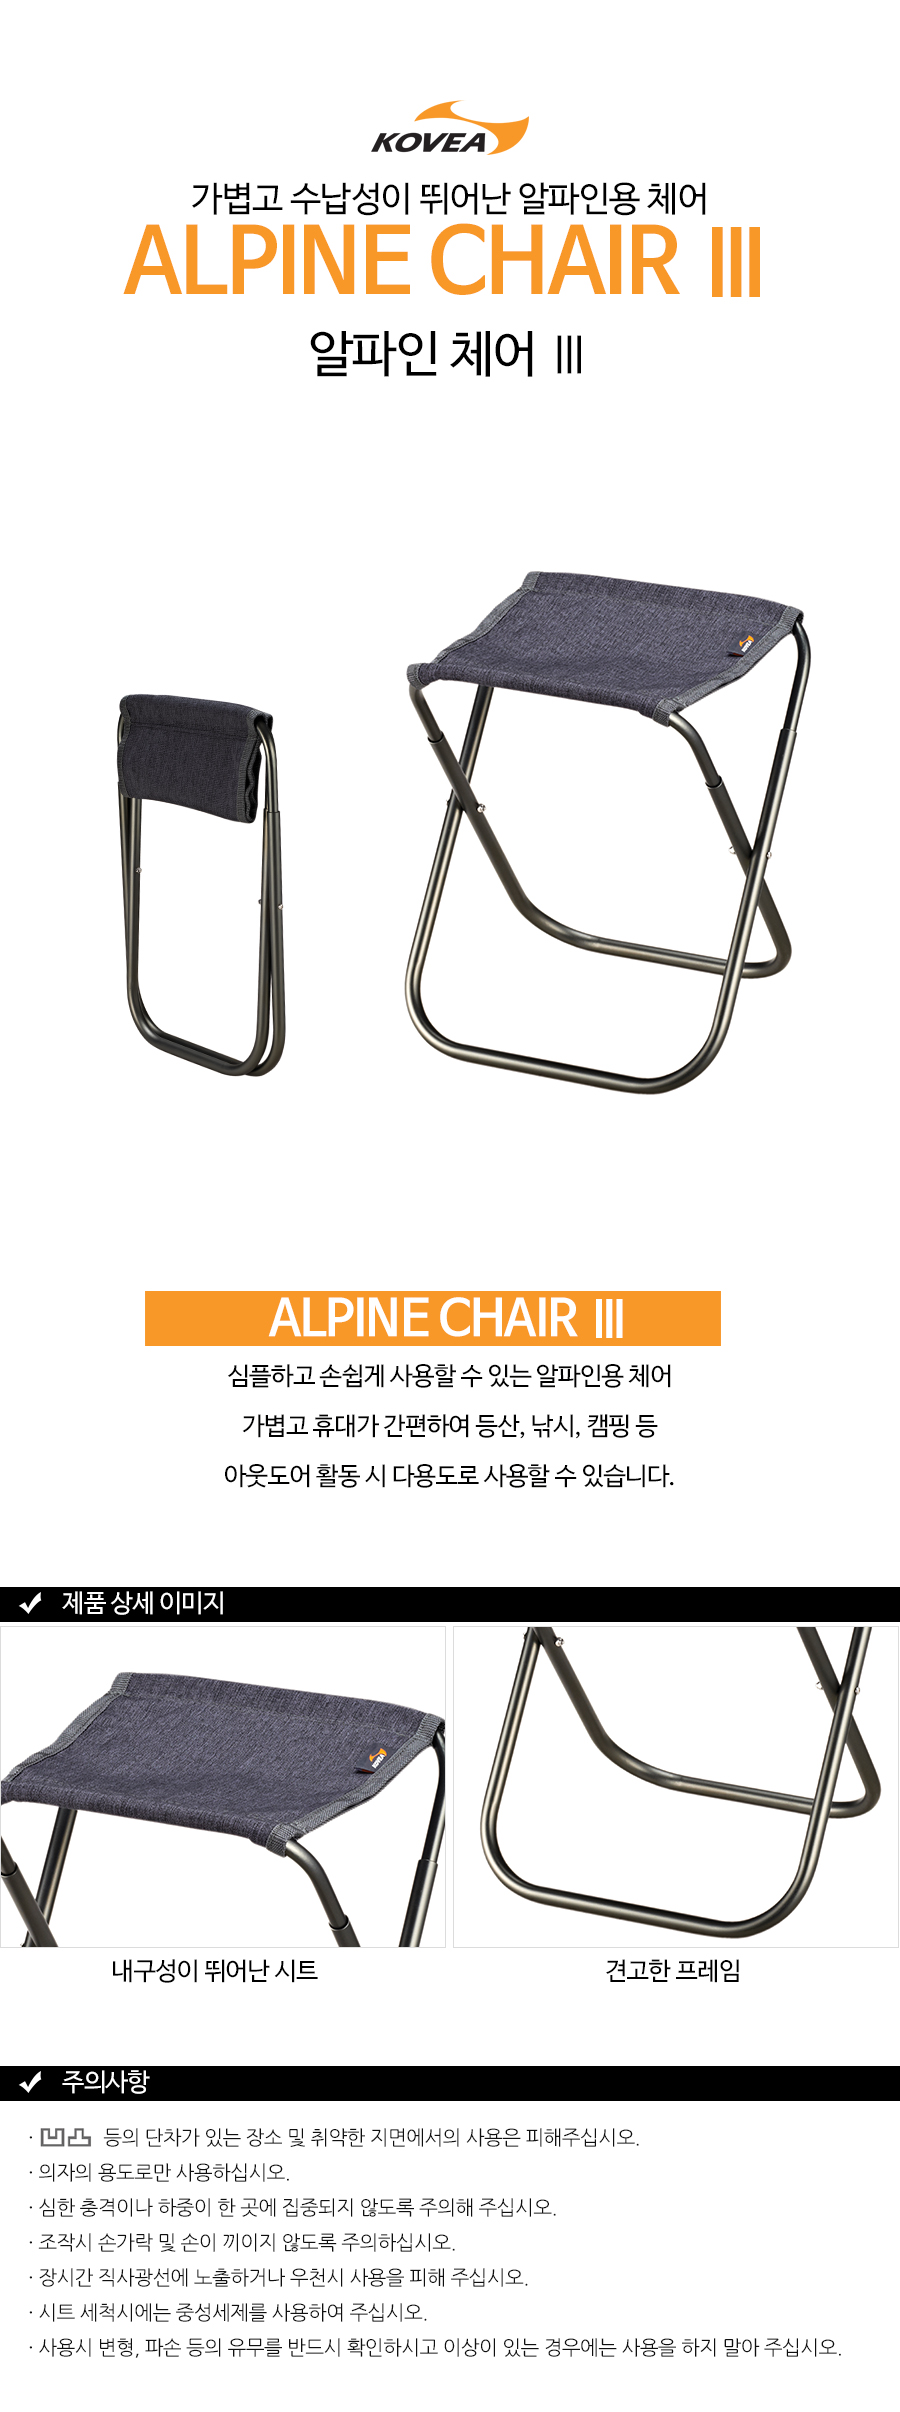 KOVEA
가볍고 수납성이 뛰어난 알파인용 체어
ALPINE CHAIR III
알파인 체어 III
KOVEA
ALPINE CHAIR III
심플하고 손쉽게 사용할 수 있는 알파인용 체어
가볍고 휴대가 간편하여 등산, 낚시, 캠핑 등
아웃도어 활동 시 다용도로 사용할 수 있습니다.
제품 상세 이미지
KOVEA
내구성이 뛰어난 시트
견고한 프레임
주의사항
· 凹凸 등의 단차가 있는 장소 및 취약한 지면에서의 사용은 피해주십시오.
· 의자의 용도로만 사용하십시오.
· 심한 충격이나 하중이 한 곳에 집중되지 않도록 주의해 주십시오.
· 조작시 손가락 및 손이 끼이지 않도록 주의하십시오.
· 장시간 직사광선에 노출하거나 우천시 사용을 피해 주십시오.
· 시트 세척시에는 중성세제를 사용하여 주십시오.
· 사용시 변형, 파손 등의 유무를 반드시 확인하시고 이상이 있는 경우에는 사용을 하지 말아 주십시오.